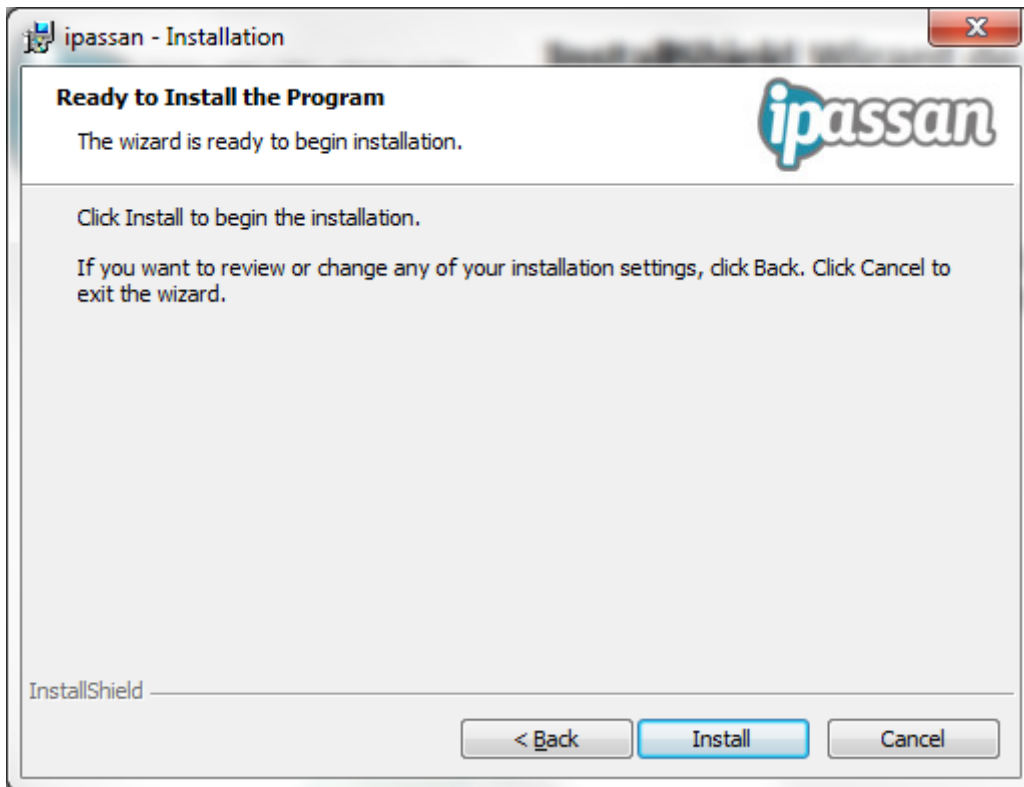 ipassan - Installation
Ready to Install the Program
The wizard is ready to begin installation.
ipassan
Click Install to begin the installation.
If you want to review or change any of your installation settings, click Back. Click Cancel to
exit the wizard.
InstallShield
< Back
Install
Cancel